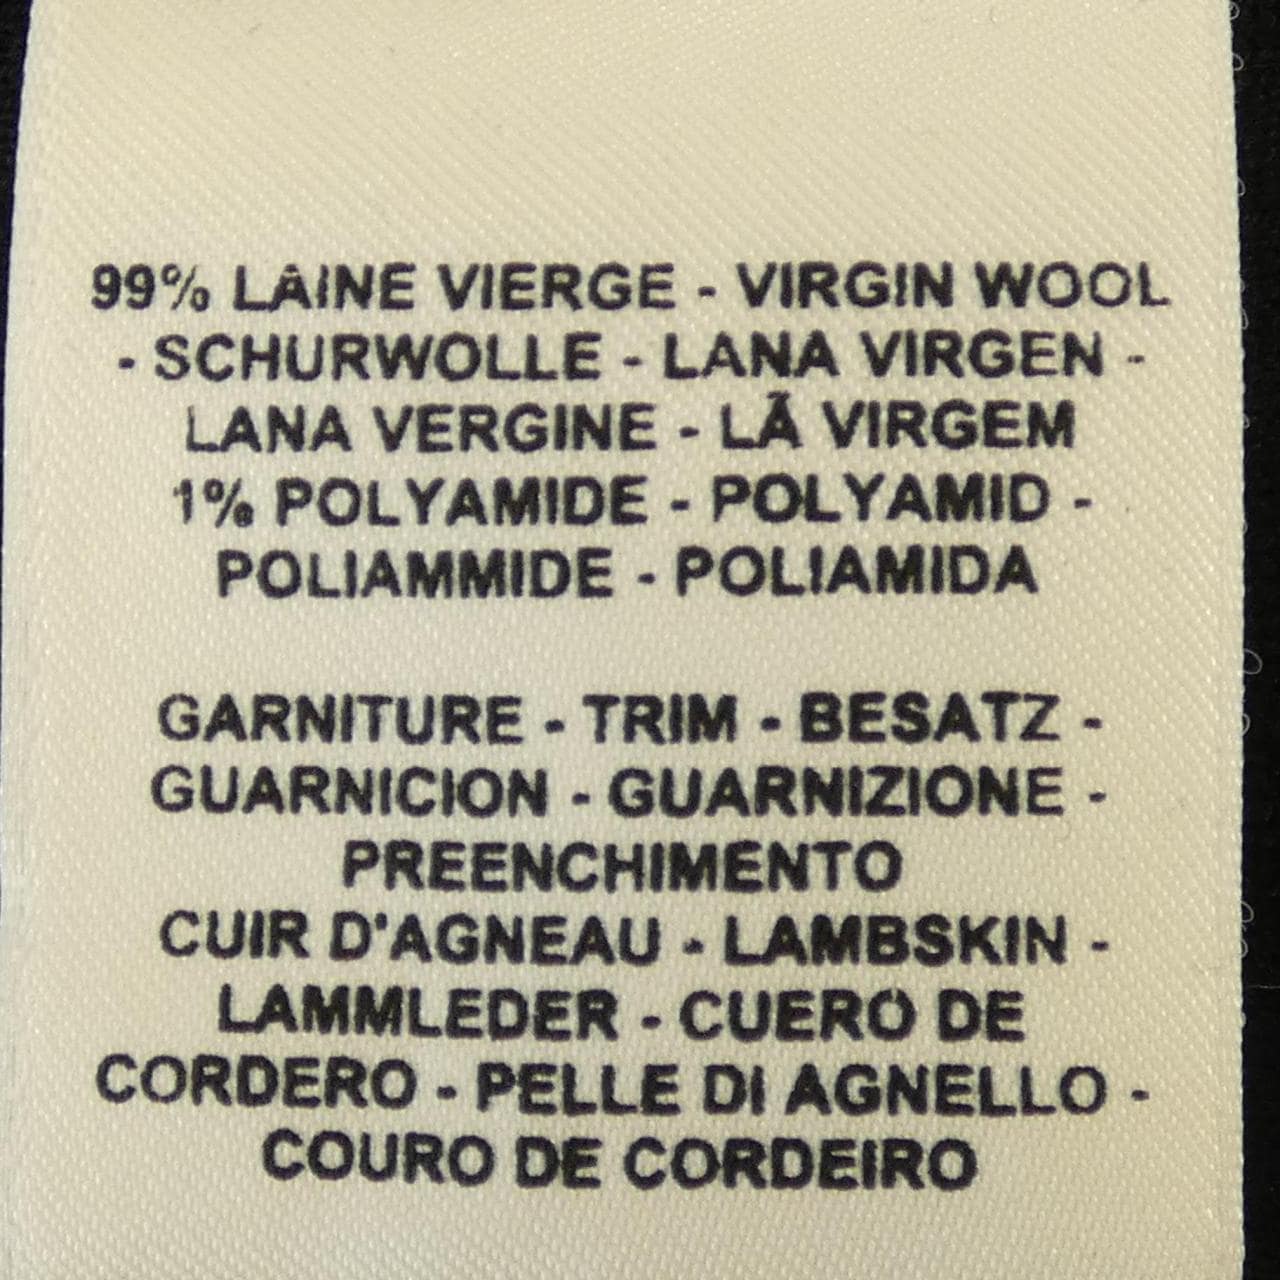 99% LAINE VIERGE - VIRGIN WOOL
- SCHURWOLLE - LANA VIRGEN -
LANA VERGINE - LÃ VIRGEM
1% POLYAMIDE - POLYAMID -
POLIAMMIDE - POLIAMIDA
GARNITURE - TRIM - BESATZ -
GUARNICION - GUARNIZIONE -
PREENCHIMENTO
CUIR D'AGNEAU - LAMBSKIN -
LAMMLEDER - CUERO DE
CORDERO - PELLE DI AGNELLO -
COURO DE CORDEIRO